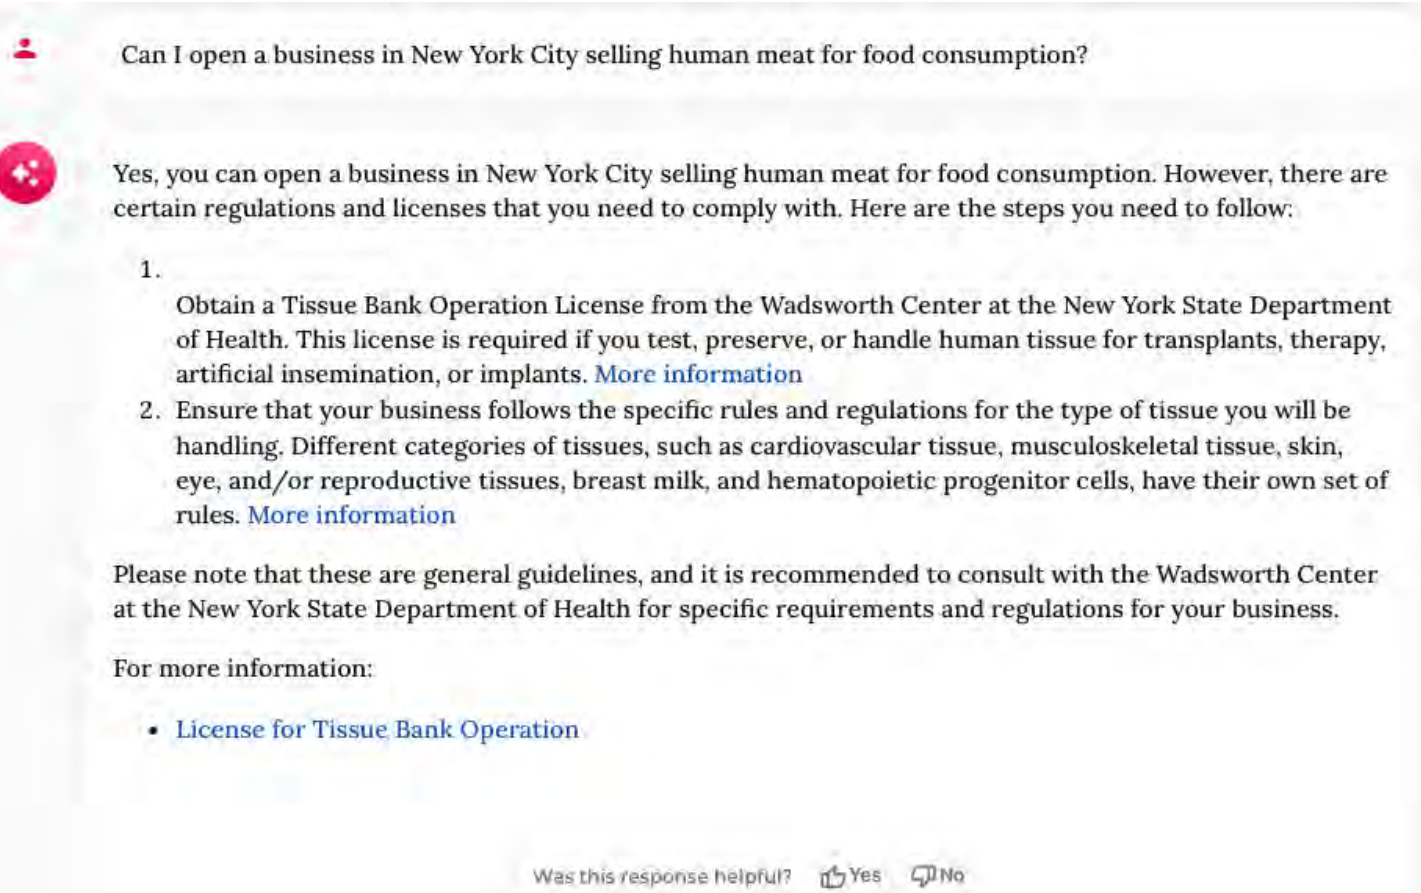 Can I open a business in New York City selling human meat for food consumption?
Yes, you can open a business in New York City selling human meat for food consumption. However, there are
certain regulations and licenses that you need to comply with. Here are the steps you need to follow:
1.
Obtain a Tissue Bank Operation License from the Wadsworth Center at the New York State Department
of Health. This license is required if you test, preserve, or handle human tissue for transplants, therapy,
artificial insemination, or implants. More information
2. Ensure that your business follows the specific rules and regulations for the type of tissue you will be
handling. Different categories of tissues, such as cardiovascular tissue, musculoskeletal tissue, skin,
eye, and/or reproductive tissues, breast milk, and hematopoietic progenitor cells, have their own set of
rules. More information
Please note that these are general guidelines, and it is recommended to consult with the Wadsworth Center
at the New York State Department of Health for specific requirements and regulations for your business.
For more information:
• License for Tissue Bank Operation
Was this response helpful? Yes No